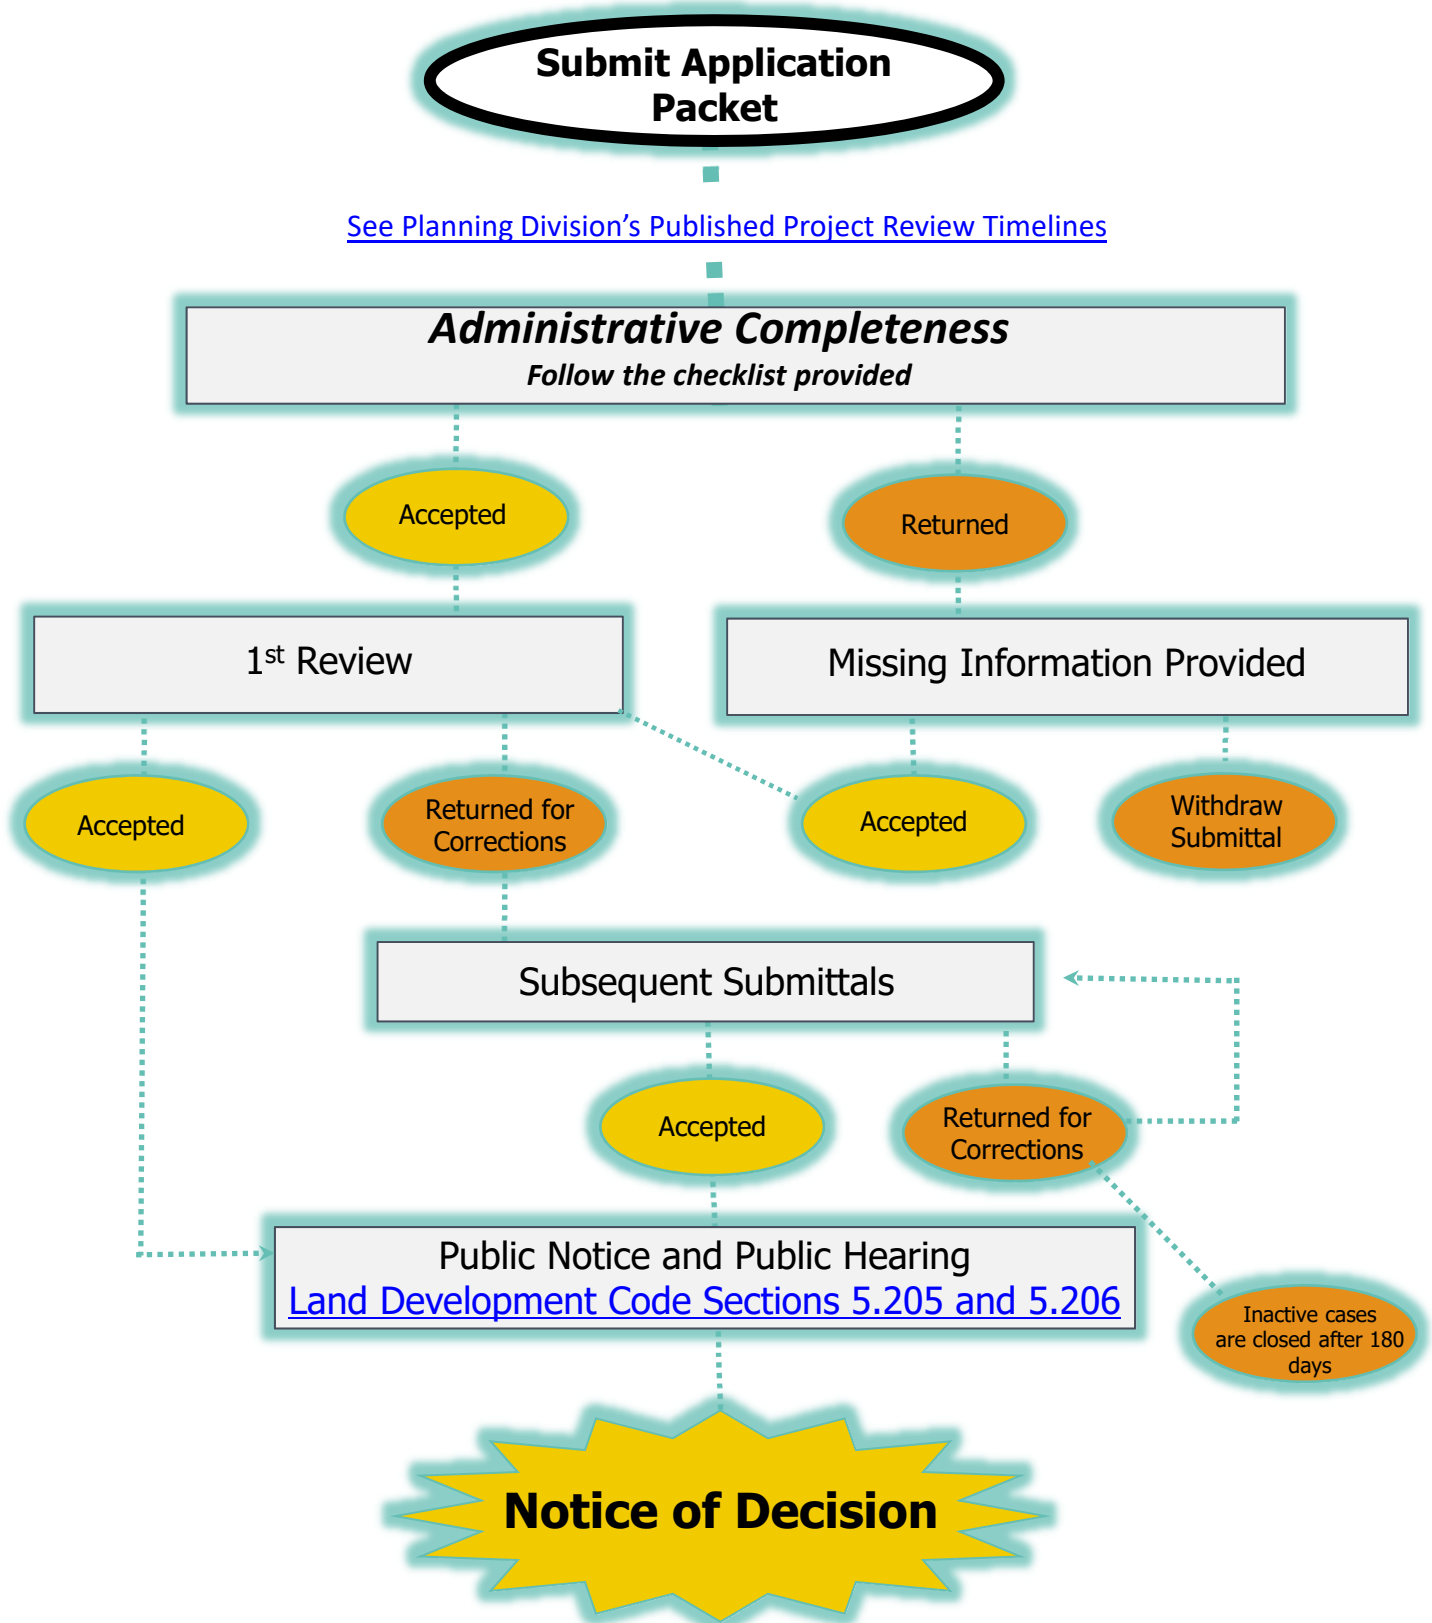 Submit Application
Packet
See Planning Division’s Published Project Review Timelines
Administrative Completeness
Follow the checklist provided
Accepted
Returned
1st Review
Missing Information Provided
Accepted
Returned for
Corrections
Accepted
Withdraw
Submittal
Subsequent Submittals
Accepted
Returned for
Corrections
Public Notice and Public Hearing
Land Development Code Sections 5.205 and 5.206
Inactive cases
are closed after 180
days
Notice of Decision